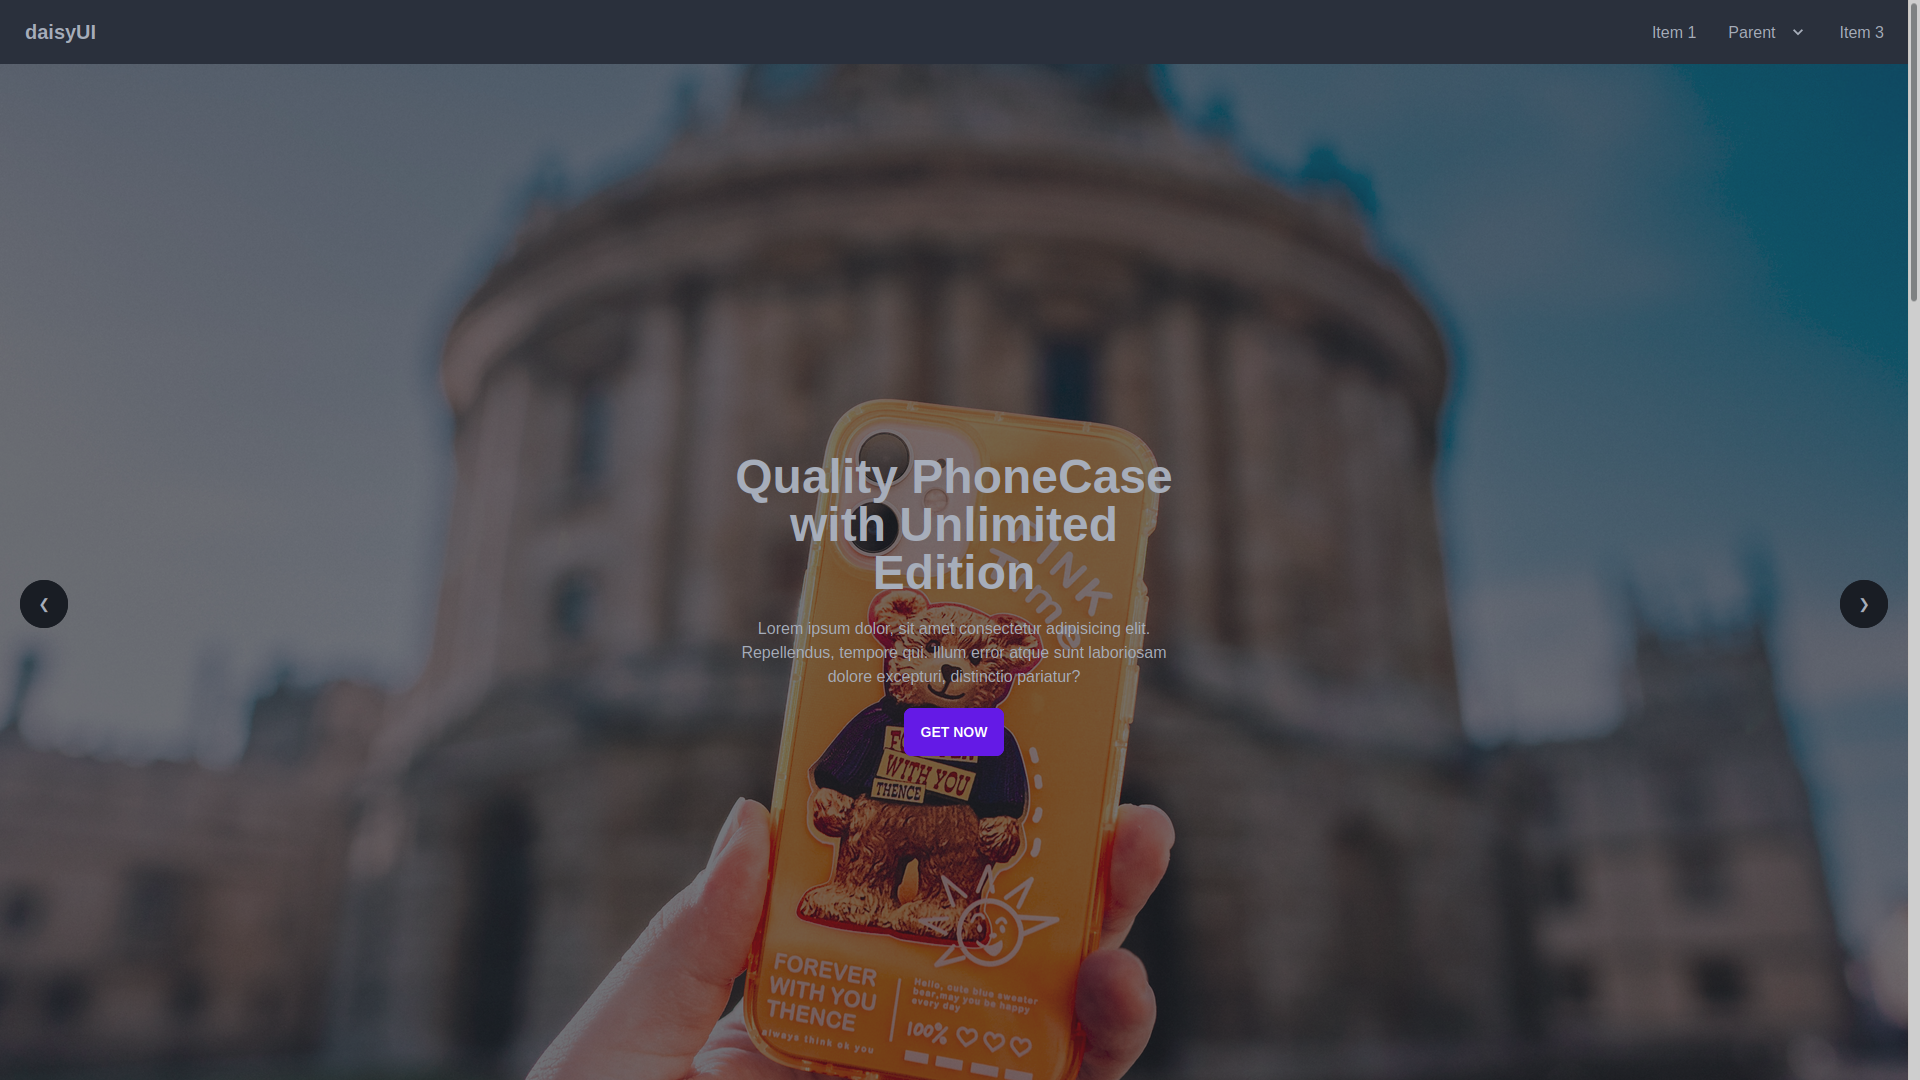 daisyUI
Item 1
Parent
Item 3
Quality PhoneCase
with Unlimited
Edition
PINK
Time
Lorem ipsum dolor, sit amet consectetur adipisicing elit.
Repellendus, tempore qui. Illum error atque sunt laboriosam
dolore excepturi, distinctio pariatur?
GET NOW
WITH YOU
THENCE
FOREVER
WITH YOU
THENCE
always think ok you
Hello, cute blue sweater
bear,may you be happy
every day
100%